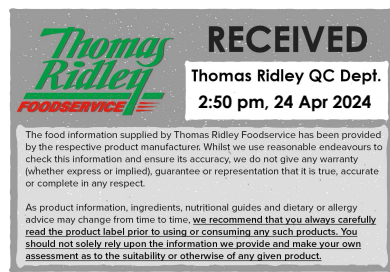 Thomas
Ridley
FOODSERVICE
RECEIVED
Thomas Ridley QC Dept.
2:50 pm, 24 Apr 2024
The food information supplied by Thomas Ridley Foodservice has been provided
by the respective product manufacturer. Whilst we use reasonable endeavours to
check this information and ensure its accuracy, we do not give any warranty
(whether express or implied), guarantee or representation that it is true, accurate
or complete in any respect.
As product information, ingredients, nutritional guides and dietary or allergy
advice may change from time to time, we recommend that you always carefully
read the product label prior to using or consuming any such products. You
should not solely rely upon the information we provide and make your own
assessment as to the suitability or otherwise of any given product.